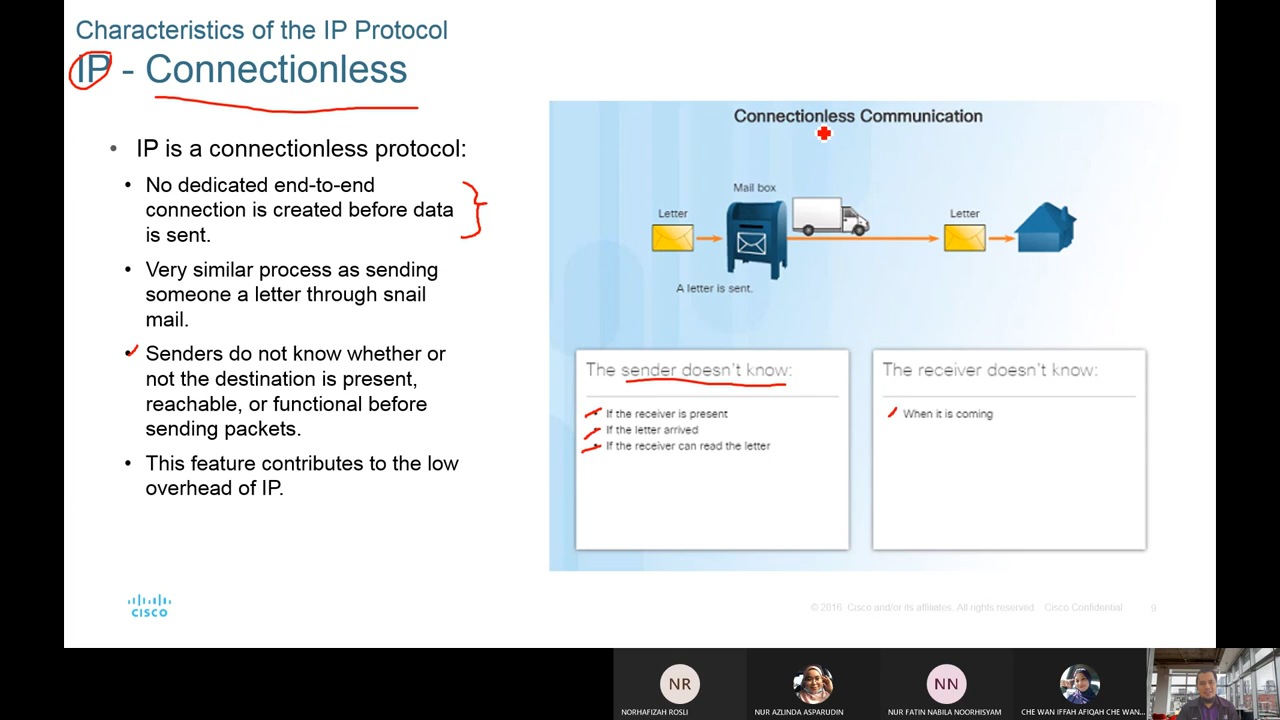 Characteristics of the IP Protocol
IP - Connectionless
• IP is a connectionless protocol:
• No dedicated end-to-end
connection is created before data
is sent.
• Very similar process as sending
someone a letter through snail
mail.
• Senders do not know whether or
not the destination is present,
reachable, or functional before
sending packets.
• This feature contributes to the low
overhead of IP.
Connectionless Communication
Mail box
Letter
Letter
A letter is sent.
The sender doesn't know:
• If the receiver is present
• If the letter arrived
• If the receiver can read the letter
The receiver doesn't know:
• When it is coming
CISCO
© 2016 Cisco and/or its affiliates. All rights reserved. Cisco Confidential
9
NR
NORHAFIZAH ROSLI
NUR AZLINDA ASPARUDIN
NN
NUR FATIN NABILA NOORHISYAM
CHE WAN IFFAH AFIQAH CHE WAN...